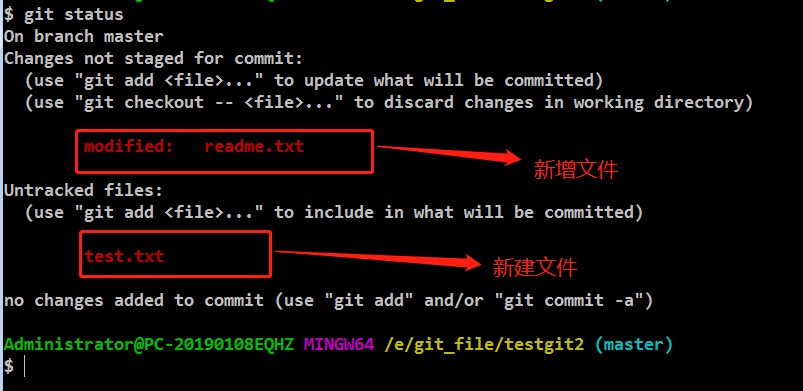 $ git status
On branch master
Changes not staged for commit:
  (use "git add <file>..." to update what will be committed)
  (use "git checkout -- <file>..." to discard changes in working directory)
modified:   readme.txt
新增文件
Untracked files:
  (use "git add <file>..." to include in what will be committed)
test.txt
新建文件
no changes added to commit (use "git add" and/or "git commit -a")
Administrator@PC-20190108EQHZ MINGW64 /e/git_file/testgit2 (master)
$